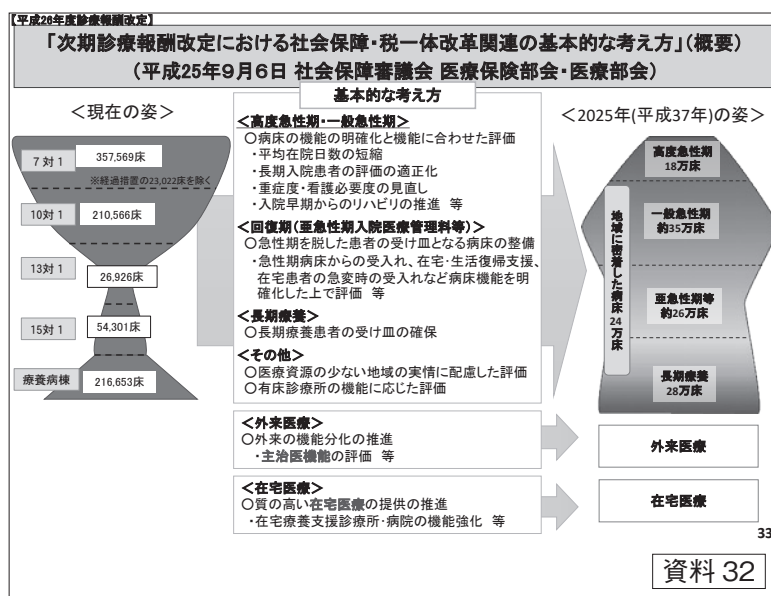 【平成26年度診療報酬改定】
「次期診療報酬改定における社会保障・税一体改革関連の基本的な考え方」(概要)
(平成25年9月6日 社会保障審議会 医療保険部会・医療部会)
＜現在の姿＞
7対1
357,569床
※経過措置の23,022床を除く
10対1
210,566床
13対1
26,926床
15対1
54,301床
療養病棟
216,653床
基本的な考え方
＜高度急性期・一般急性期＞
○病床の機能の明確化と機能に合わせた評価
・平均在院日数の短縮
・長期入院患者の評価の適正化
・重症度・看護必要度の見直し
・入院早期からのリハビリの推進 等
＜回復期(亜急性期入院医療管理料等)＞
○急性期を脱した患者の受け皿となる病床の整備
・急性期病床からの受入れ、在宅・生活復帰支援、
在宅患者の急変時の受入れなど病床機能を明
確化した上で評価 等
＜長期療養＞
○長期療養患者の受け皿の確保
＜その他＞
○医療資源の少ない地域の実情に配慮した評価
○有床診療所の機能に応じた評価
＜外来医療＞
○外来の機能分化の推進
・主治医機能の評価 等
＜在宅医療＞
○質の高い在宅医療の提供の推進
・在宅療養支援診療所・病院の機能強化 等
＜2025年(平成37年)の姿＞
高度急性期
18万床
一般急性期
約35万床
亜急性期等
約26万床
長期療養
28万床
地域に密着した病床24万床
外来医療
在宅医療
33
資料 32